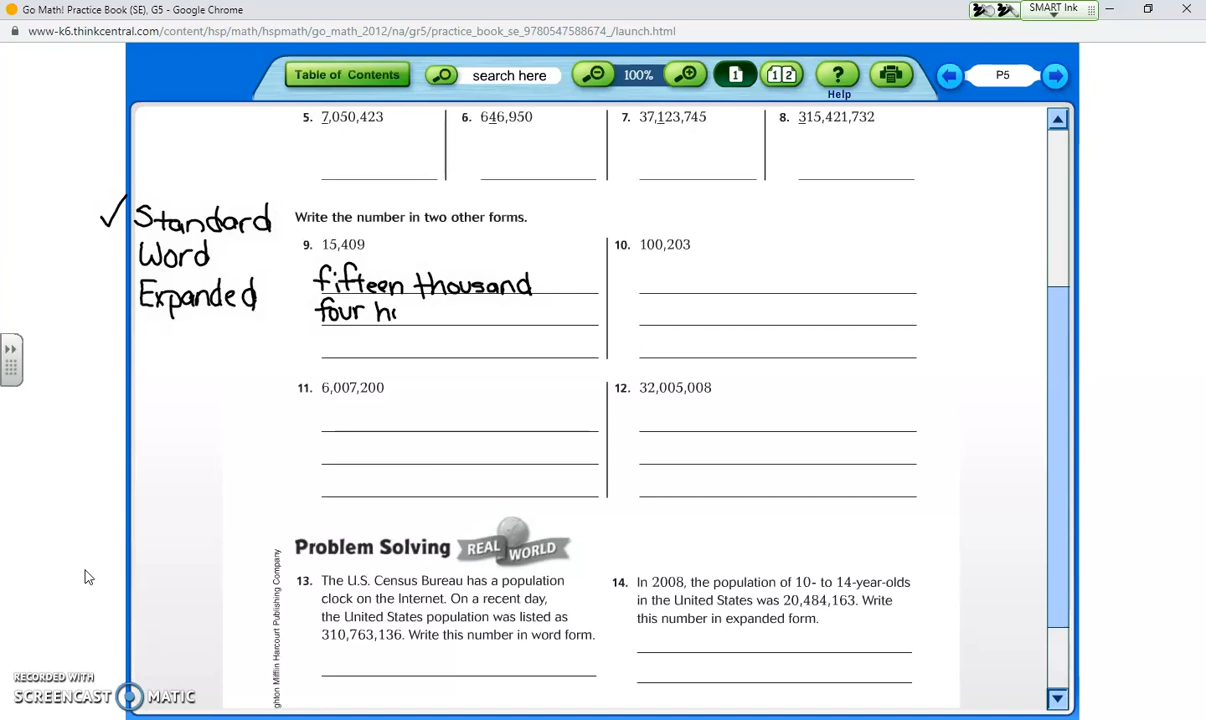 Go Math! Practice Book (SE), G5 - Google Chrome
SMART Ink
www-k6.thinkcentral.com/content/hsp/math/hspmath/go_math_2012/na/gr5/practice_book_se_9780547588674_/launch.html
Table of Contents
search here
100%
1
1 2
?
Help
P5
5. 7,050,423
6. 646,950
7. 37,123,745
8. 315,421,732
✓ Standard
Word
Expanded
Write the number in two other forms.
9. 15,409
fifteen thousand
four h
10. 100,203
11. 6,007,200
12. 32,005,008
Problem Solving REAL WORLD
13. The U.S. Census Bureau has a population
clock on the Internet. On a recent day,
the United States population was listed as
310,763,136. Write this number in word form.
14. In 2008, the population of 10- to 14-year-olds
in the United States was 20,484,163. Write
this number in expanded form.
ghton Mifflin Harcourt Publishing Company
RECORDED WITH
SCREENCAST MATIC